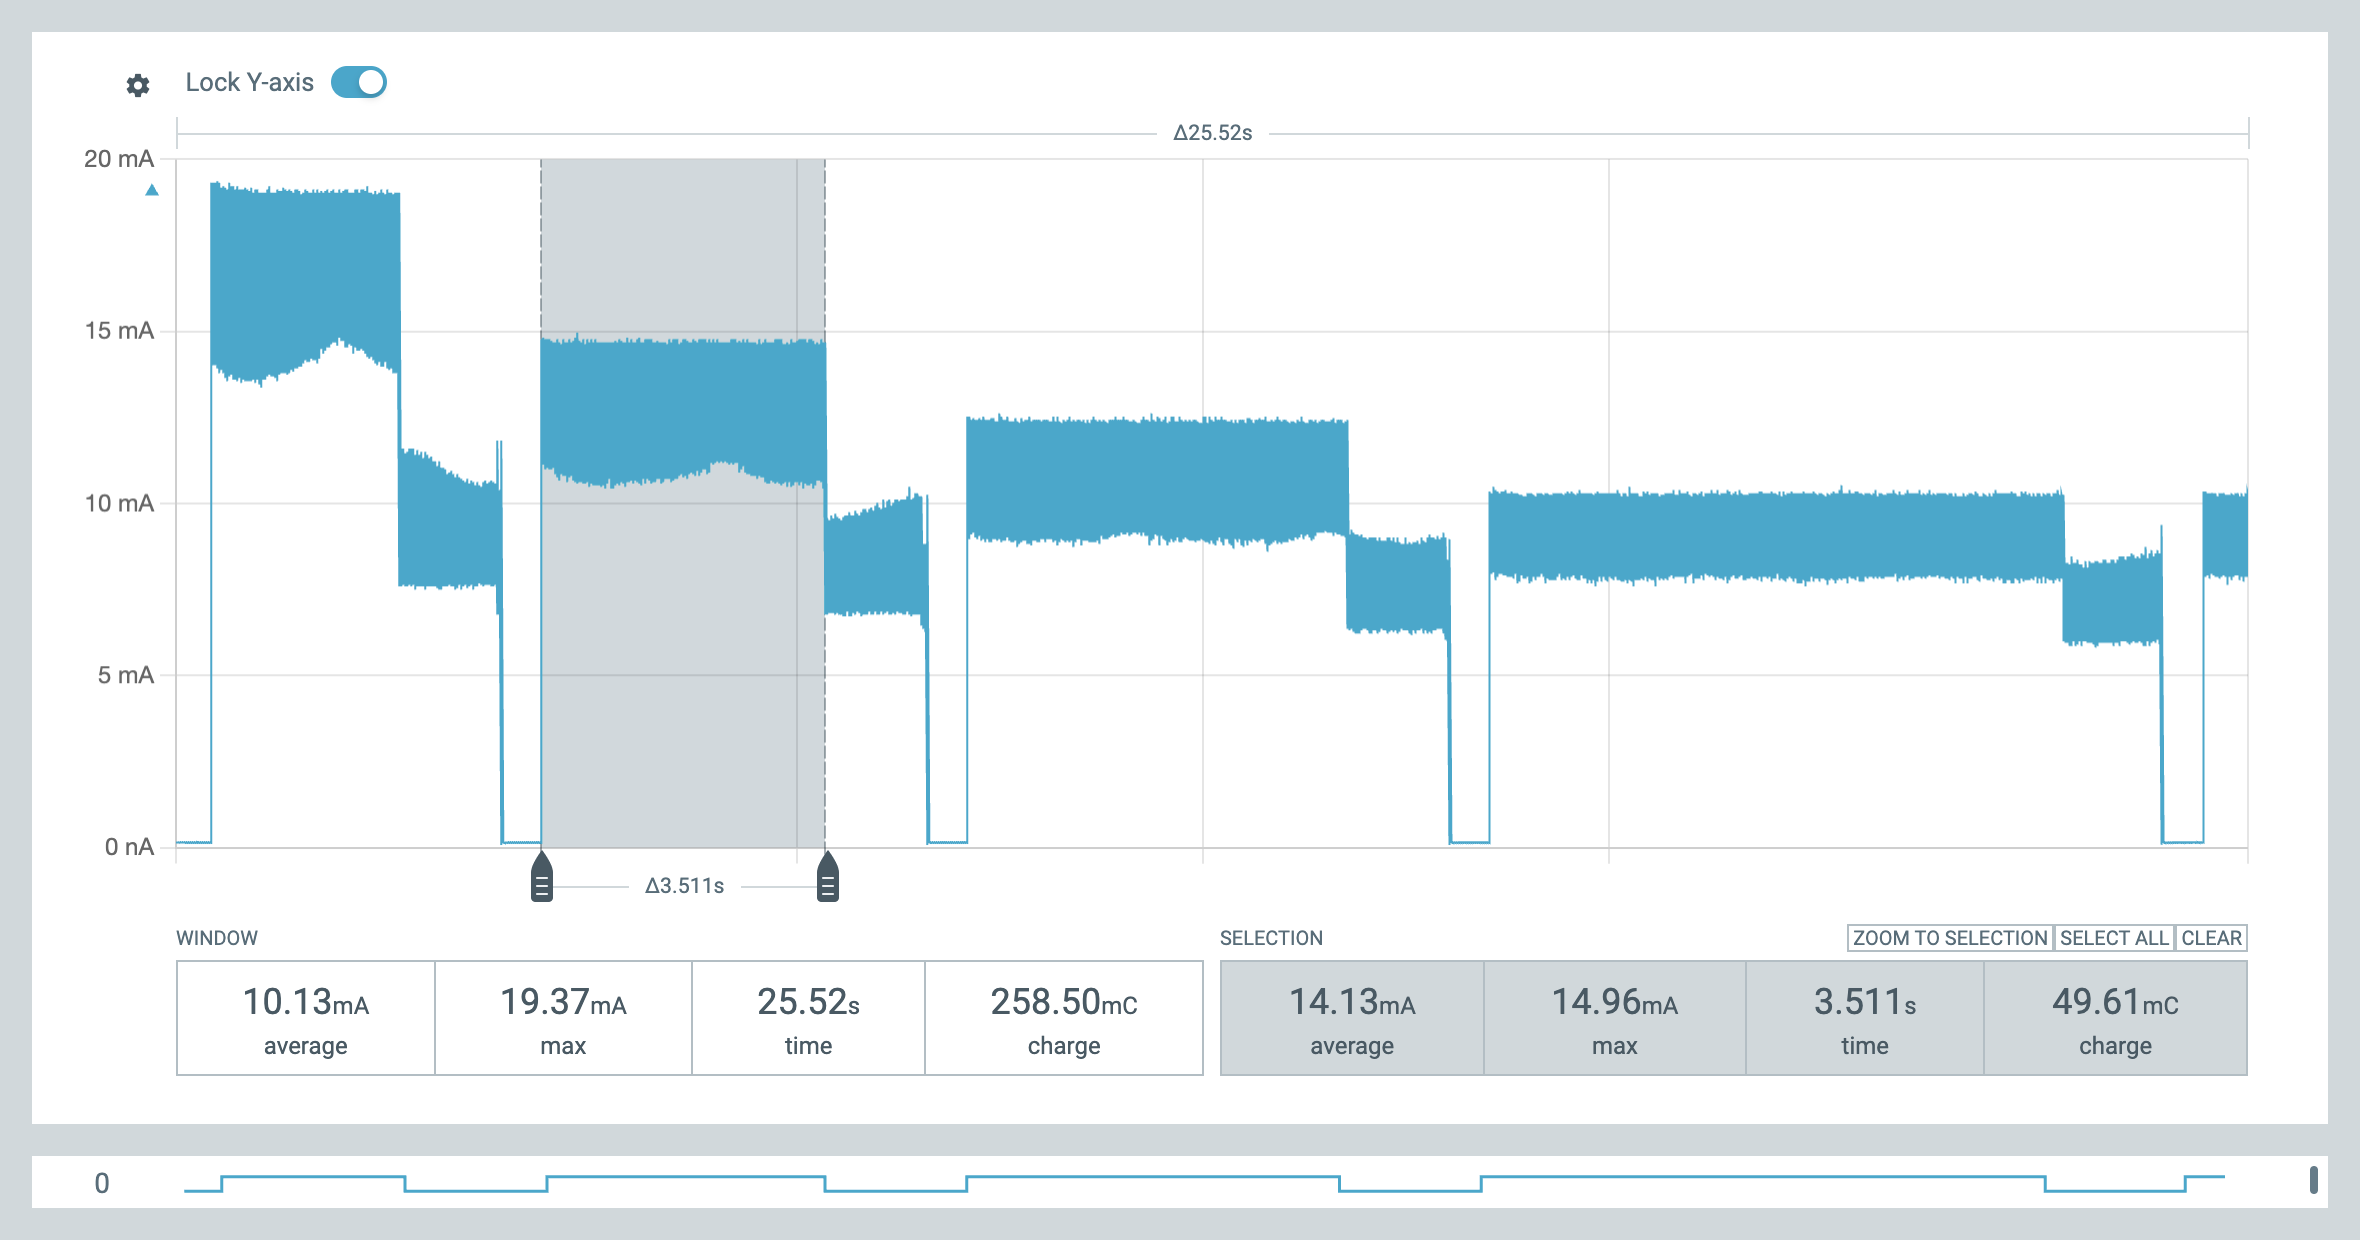 Lock Y-axis
Δ25.52s
20 mA
15 mA
10 mA
5 mA
0 nA
Δ3.511s
WINDOW
SELECTION
ZOOM TO SELECTION SELECT ALL CLEAR
10.13mA 19.37mA 25.52s 258.50mC
average max time charge
14.13mA 14.96mA 3.511s 49.61mC
average max time charge
0